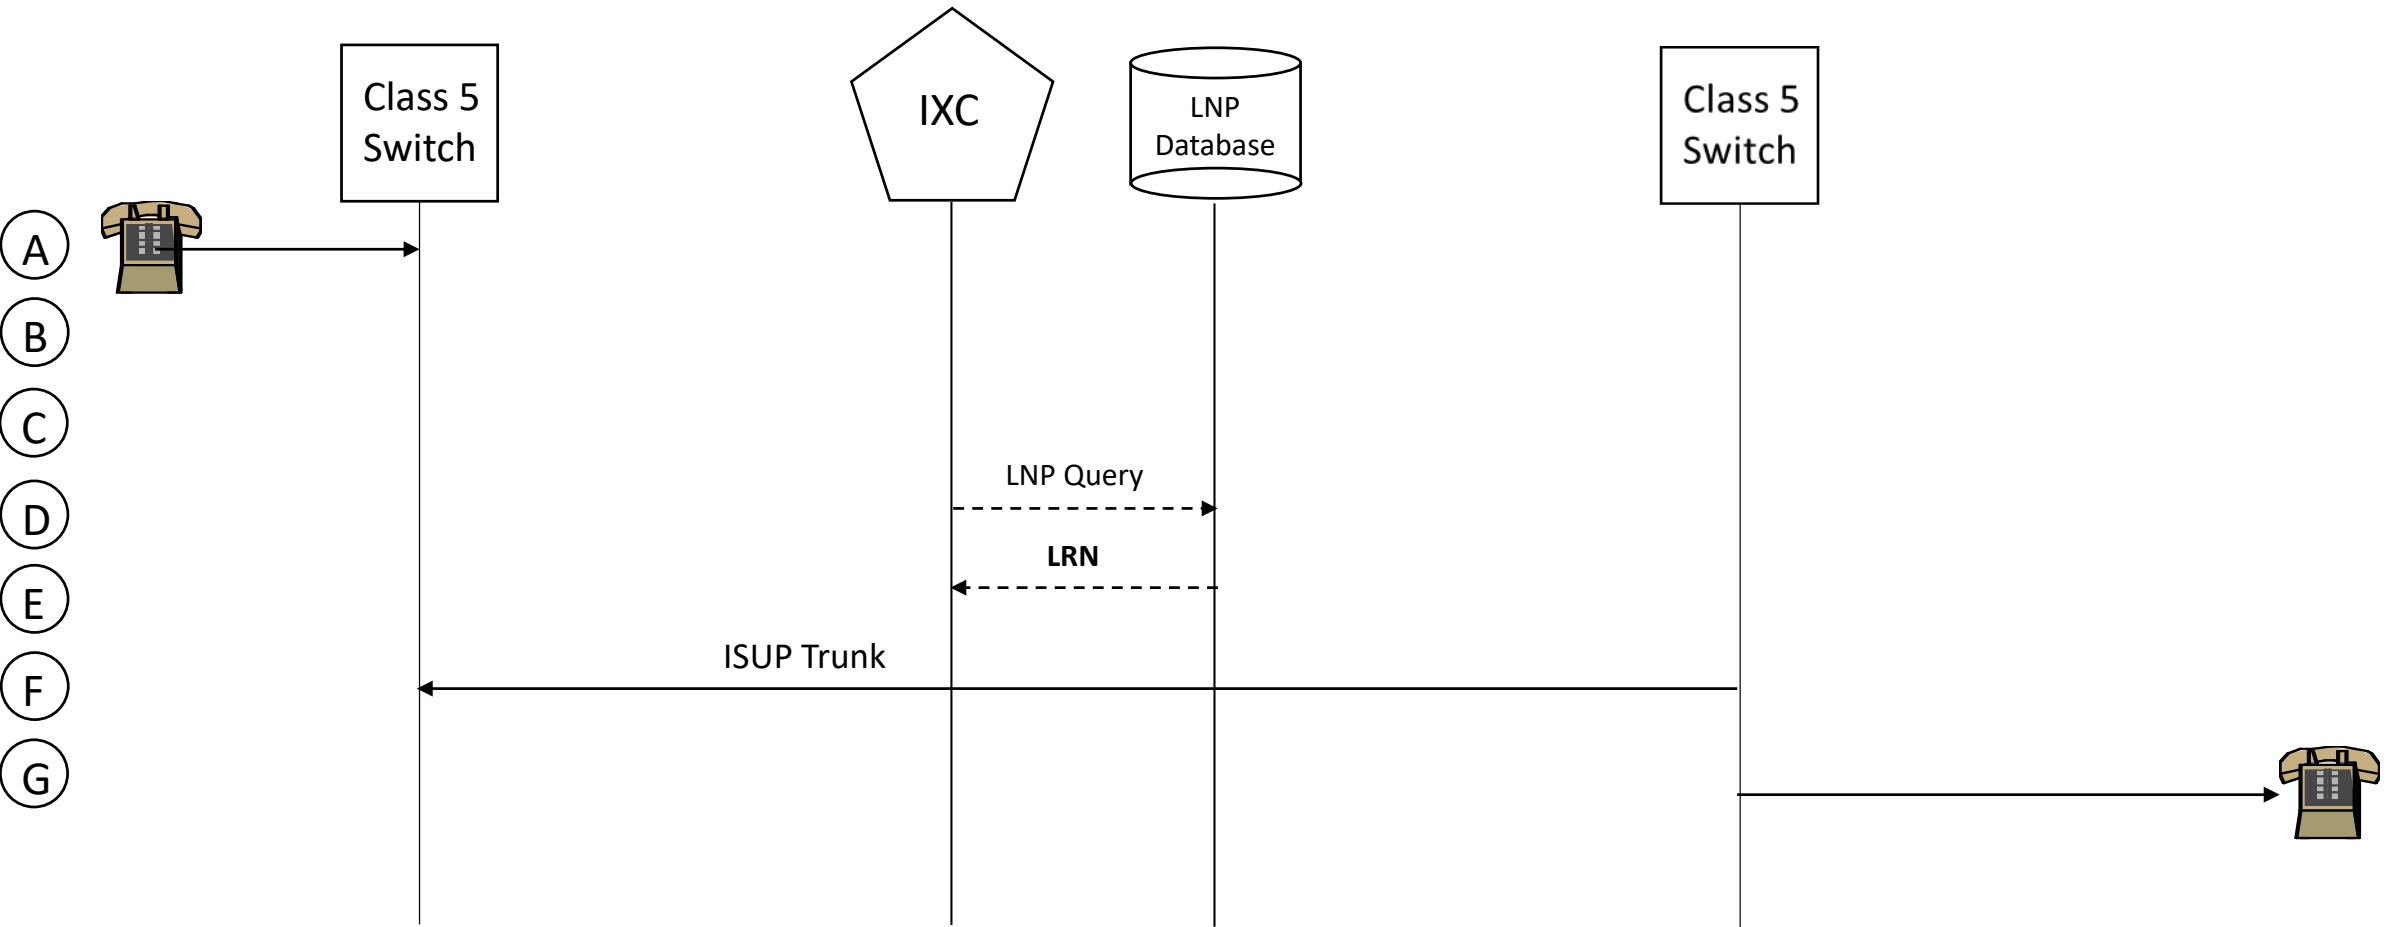 Class 5
Switch
IXC
LNP
Database
Class 5
Switch
A
B
C
LNP Query
D
LRN
E
ISUP Trunk
F
G